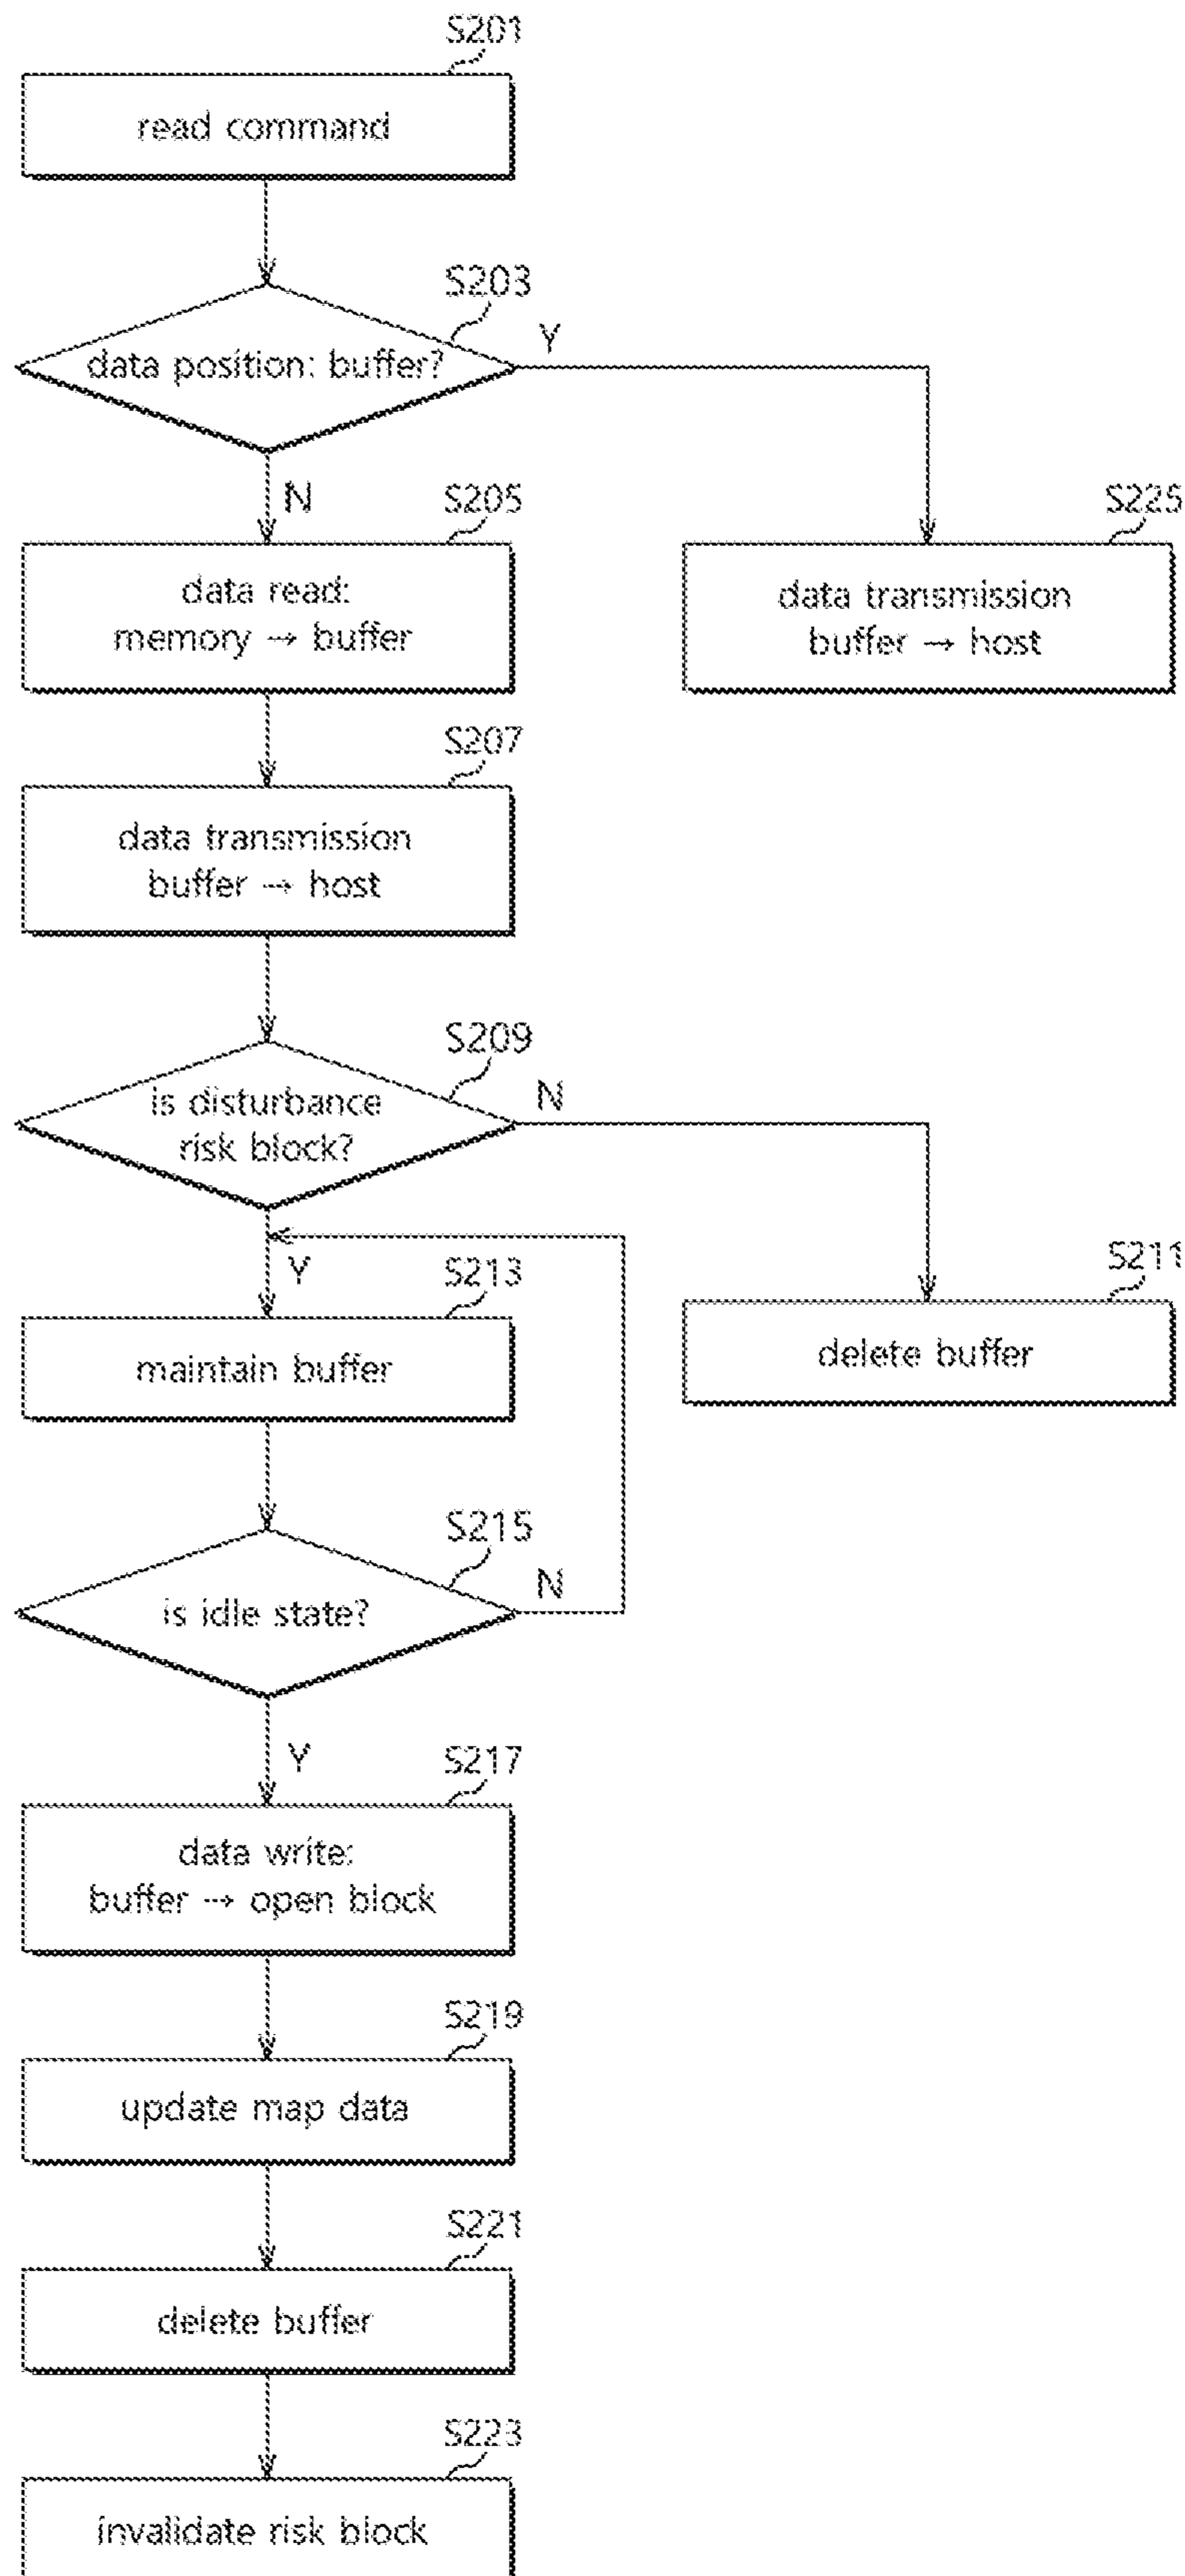 S201
read command
S203
data position: buffer?
Y
N
S205
data read:
memory → buffer
S225
data transmission
buffer → host
S207
data transmission
buffer → host
S209
is disturbance
risk block?
N
Y
S213
maintain buffer
S211
delete buffer
S215
is idle state?
N
Y
S217
data write:
buffer → open block
S219
update map data
S221
delete buffer
S223
invalidate risk block